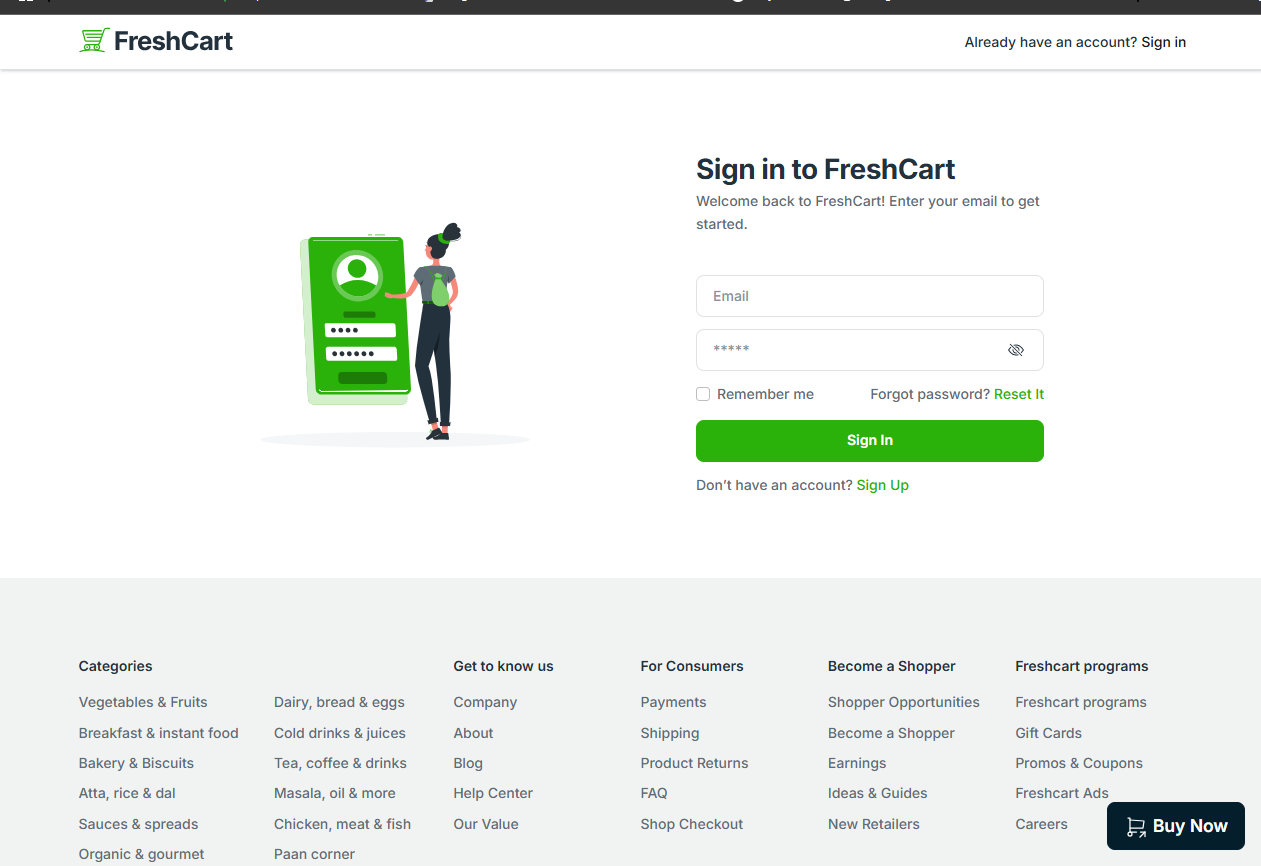 FreshCart
Already have an account? Sign in
Sign in to FreshCart
Welcome back to FreshCart! Enter your email to get
started.
Email
*****
Remember me
Forgot password? Reset It
Sign In
Don’t have an account? Sign Up
Categories
Vegetables & Fruits
Breakfast & instant food
Bakery & Biscuits
Atta, rice & dal
Sauces & spreads
Organic & gourmet
Dairy, bread & eggs
Cold drinks & juices
Tea, coffee & drinks
Masala, oil & more
Chicken, meat & fish
Paan corner
Get to know us
Company
About
Blog
Help Center
Our Value
For Consumers
Payments
Shipping
Product Returns
FAQ
Shop Checkout
Become a Shopper
Shopper Opportunities
Become a Shopper
Earnings
Ideas & Guides
New Retailers
Freshcart programs
Freshcart programs
Gift Cards
Promos & Coupons
Freshcart Ads
Careers
Buy Now